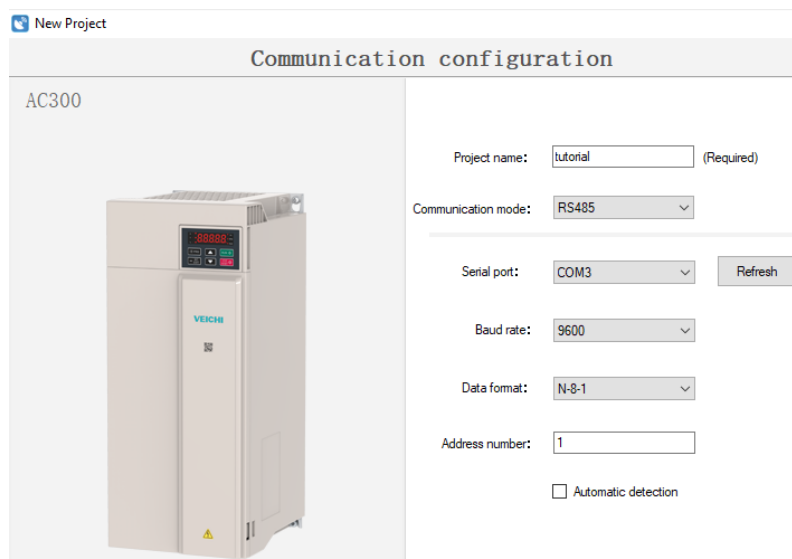 New Project
Communication configuration
AC300
Project name: tutorial (Required)
Communication mode: RS485
Serial port: COM3 Refresh
Baud rate: 9600
Data format: N-8-1
Address number: 1
Automatic detection
88888
VEICHI